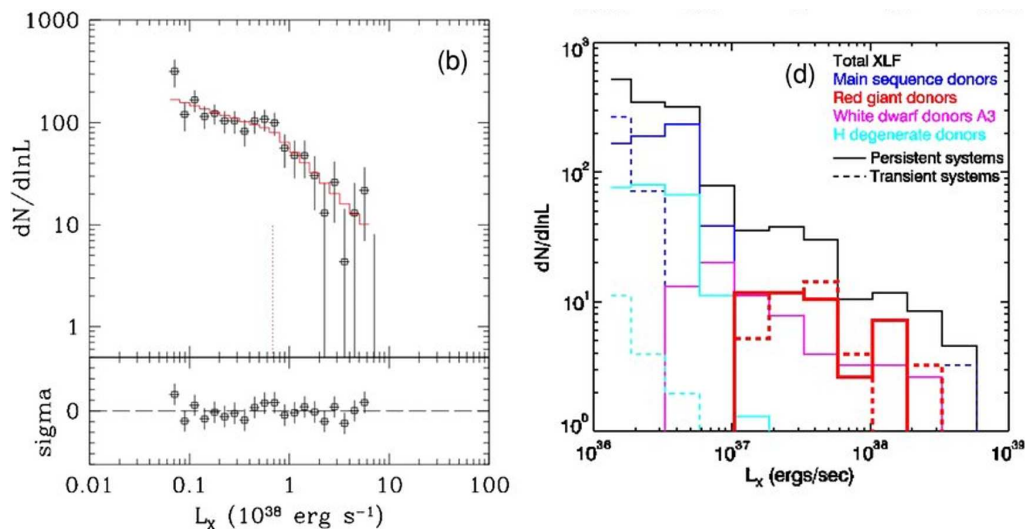 (b)
dN/dlnL
1000
100
10
1
sigma
0
0.01
0.1
1
10
100
L_X (10^38 erg s^-1)
(d)
dN/dlnL
10^3
10^2
10^1
10^0
Total XLF
Main sequence donors
Red giant donors
White dwarf donors A3
H degenerate donors
Persistent systems
Transient systems
10^36
10^37
10^38
10^39
L_X (ergs/sec)